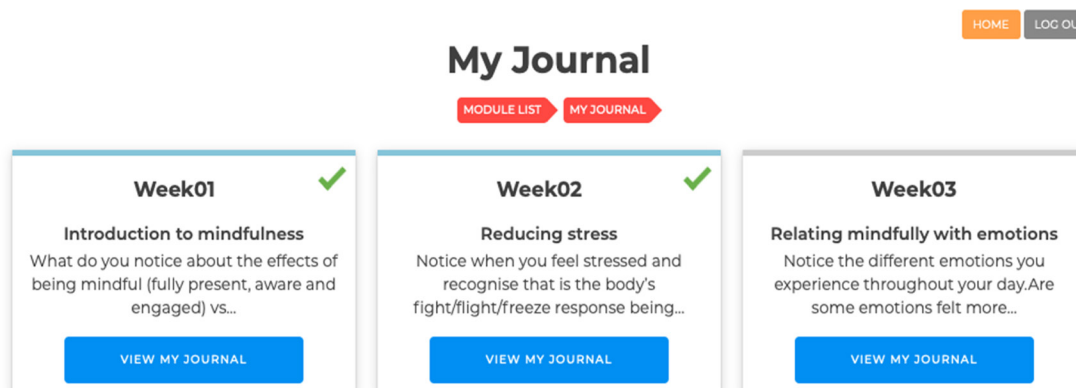 HOME
LOG OU
My Journal
MODULE LIST
MY JOURNAL
Week01
Introduction to mindfulness
What do you notice about the effects of
being mindful (fully present, aware and
engaged) vs...
VIEW MY JOURNAL
Week02
Reducing stress
Notice when you feel stressed and
recognise that is the body's
fight/flight/freeze response being...
VIEW MY JOURNAL
Week03
Relating mindfully with emotions
Notice the different emotions you
experience throughout your day.Are
some emotions felt more...
VIEW MY JOURNAL